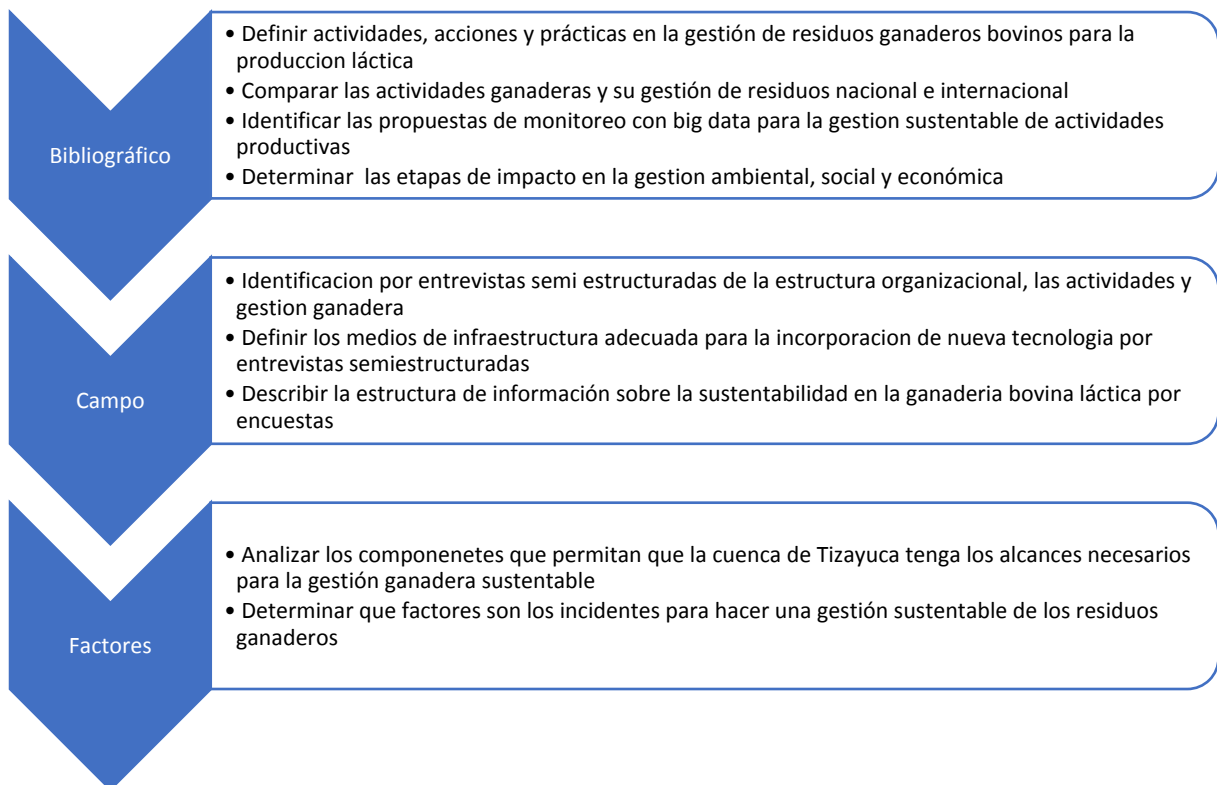 Bibliográfico
• Definir actividades, acciones y prácticas en la gestión de residuos ganaderos bovinos para la
produccion láctica
• Comparar las actividades ganaderas y su gestión de residuos nacional e internacional
• Identificar las propuestas de monitoreo con big data para la gestion sustentable de actividades
productivas
• Determinar las etapas de impacto en la gestion ambiental, social y económica
Campo
• Identificacion por entrevistas semi estructuradas de la estructura organizacional, las actividades y
gestion ganadera
• Definir los medios de infraestructura adecuada para la incorporacion de nueva tecnologia por
entrevistas semiestructuradas
• Describir la estructura de información sobre la sustentabilidad en la ganaderia bovina láctica por
encuestas
Factores
• Analizar los componenetes que permitan que la cuenca de Tizayuca tenga los alcances necesarios
para la gestión ganadera sustentable
• Determinar que factores son los incidentes para hacer una gestión sustentable de los residuos
ganaderos